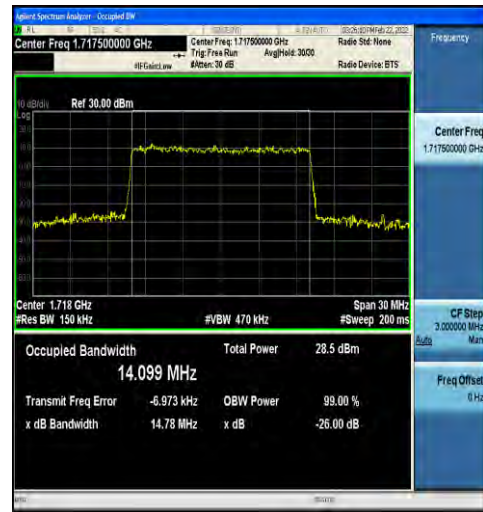 Agilent Spectrum Analyzer - Occupied BW
Center Freq 1.717500000 GHz
#IFGain:Low
Center Freq: 1.717500000 GHz
Trig: Free Run Avg|Hold: 30/30
#Atten: 30 dB
Radio Std: None
Radio Device: BTS
Frequency
10 dB/div Ref 30.00 dBm
Log
Center Freq
1.717500000 GHz
Center 1.718 GHz
Span 30 MHz
#Res BW 150 kHz
#VBW 470 kHz
#Sweep 200 ms
CF Step
3.000000 MHz
Auto Man
Occupied Bandwidth
14.099 MHz
Total Power 28.5 dBm
Transmit Freq Error -6.973 kHz
OBW Power 99.00 %
x dB Bandwidth 14.78 MHz
x dB -26.00 dB
Freq Offset
0 Hz